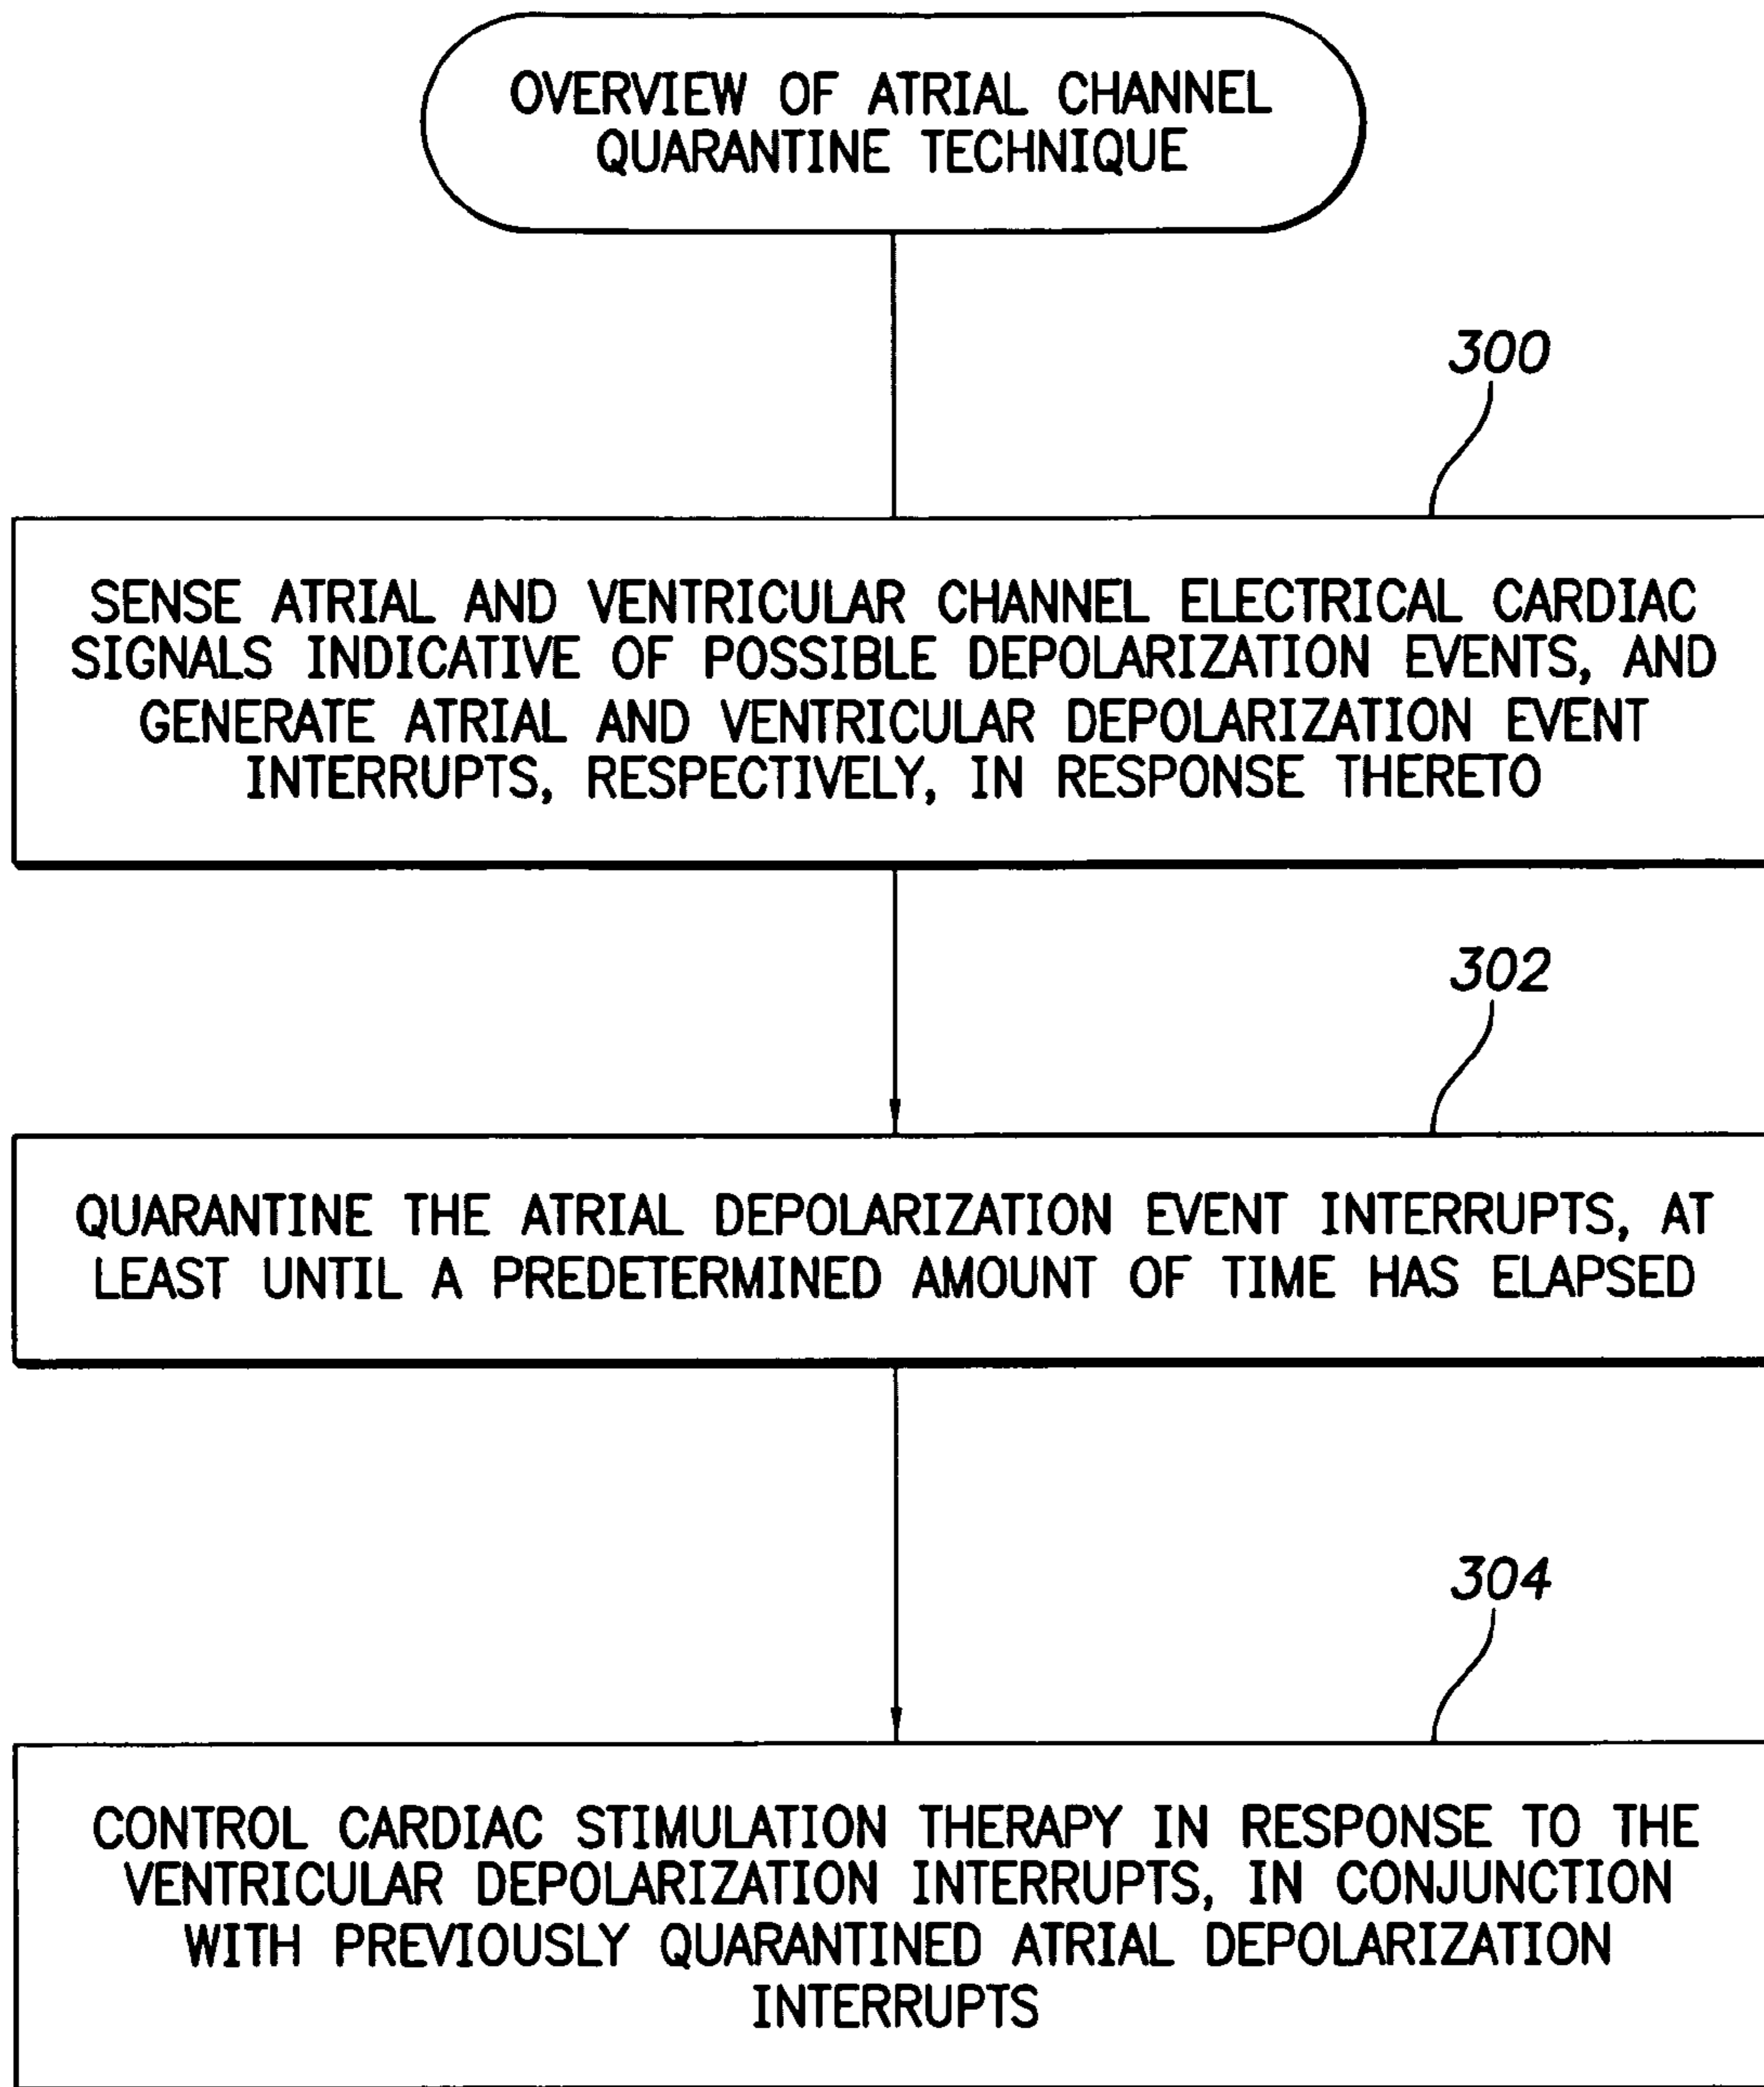 OVERVIEW OF ATRIAL CHANNEL
QUARANTINE TECHNIQUE
300
SENSE ATRIAL AND VENTRICULAR CHANNEL ELECTRICAL CARDIAC
SIGNALS INDICATIVE OF POSSIBLE DEPOLARIZATION EVENTS, AND
GENERATE ATRIAL AND VENTRICULAR DEPOLARIZATION EVENT
INTERRUPTS, RESPECTIVELY, IN RESPONSE THERETO
302
QUARANTINE THE ATRIAL DEPOLARIZATION EVENT INTERRUPTS, AT
LEAST UNTIL A PREDETERMINED AMOUNT OF TIME HAS ELAPSED
304
CONTROL CARDIAC STIMULATION THERAPY IN RESPONSE TO THE
VENTRICULAR DEPOLARIZATION INTERRUPTS, IN CONJUNCTION
WITH PREVIOUSLY QUARANTINED ATRIAL DEPOLARIZATION
INTERRUPTS